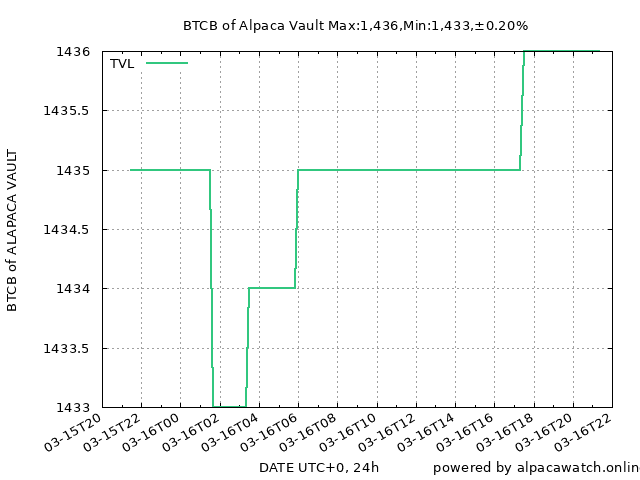 BTCB of Alpaca Vault Max:1,436,Min:1,433,±0.20%
TVL
1436
1435.5
1435
1434.5
1434
1433.5
1433
BTCB of ALAPACA VAULT
03-15T20
03-15T22
03-16T00
03-16T02
03-16T04
03-16T06
03-16T08
03-16T10
03-16T12
03-16T14
03-16T16
03-16T18
03-16T20
03-16T22
DATE UTC+0, 24h
powered by alpacawatch.onlin